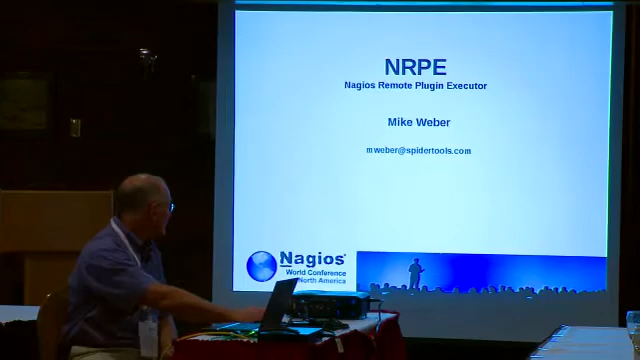 NRPE
Nagios Remote Plugin Executor
Mike Weber
mweber@spidertools.com
Nagios®
World Conference
North America